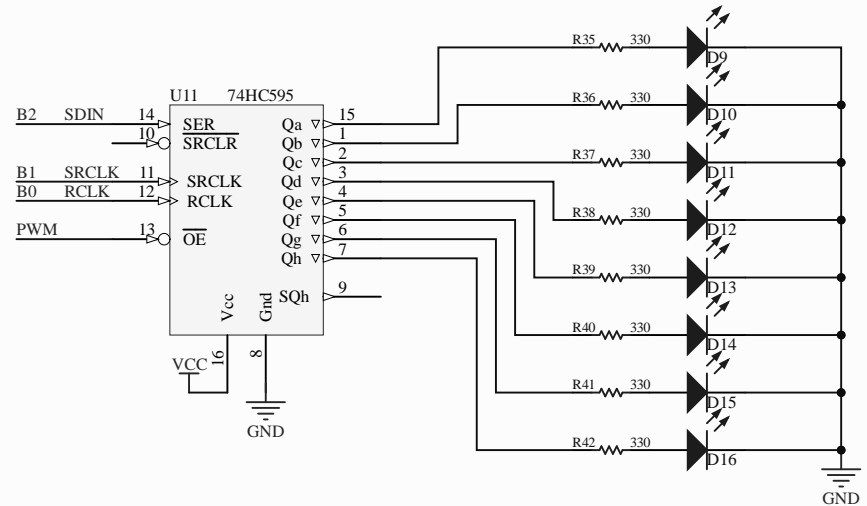 R35 330
D9
U11 74HC595
R36 330
D10
B2 SDIN 14 SER Qa 15
10 SRCLR Qb 1
R37 330
D11
Qc 2
B1 SRCLK 11 SRCLK Qd 3
B0 RCLK 12 RCLK Qe 4
R38 330
D12
Qf 5
PWM 13 OE Qg 6
Qh 7
R39 330
D13
SQh 9
Vcc Gnd
R40 330
D14
16 8
VCC
R41 330
D15
GND
R42 330
D16
GND